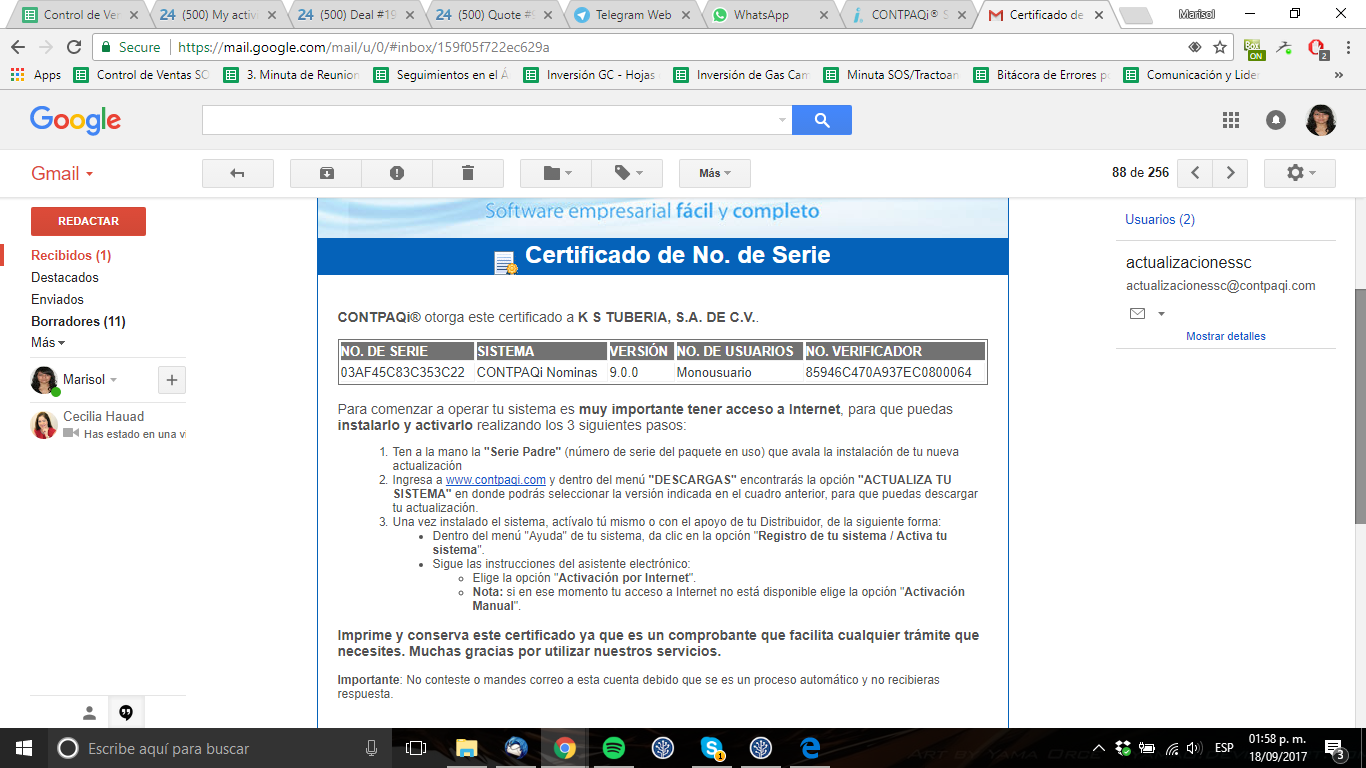 Control de Ven
24 (500) My activ
24 (500) Deal #19
24 (500) Quote #
Telegram Web
WhatsApp
CONTPAQi® S
Certificado de
Marisol
Secure https://mail.google.com/mail/u/0/#inbox/159f05f722ec629a
ON
2
Apps
Control de Ventas SO
3. Minuta de Reunion
Seguimientos en el Á
Inversión GC - Hojas
Inversión de Gas Cam
Minuta SOS/Tractoan
Bitácora de Errores p
Comunicación y Lider
»
Google
Gmail
Más
88 de 256
REDACTAR
Recibidos (1)
Destacados
Enviados
Borradores (11)
Más
Marisol
+
Cecilia Hauad
Has estado en una vi
Software empresarial fácil y completo
Certificado de No. de Serie
CONTPAQi® otorga este certificado a K S TUBERIA, S.A. DE C.V..
NO. DE SERIE SISTEMA VERSIÓN NO. DE USUARIOS NO. VERIFICADOR
03AF45C83C353C22 CONTPAQi Nominas 9.0.0 Monousuario 85946C470A937EC0800064
Para comenzar a operar tu sistema es muy importante tener acceso a Internet, para que puedas
instalarlo y activarlo realizando los 3 siguientes pasos:
1. Ten a la mano la "Serie Padre" (número de serie del paquete en uso) que avala la instalación de tu nueva
actualización
2. Ingresa a www.contpaqi.com y dentro del menú "DESCARGAS" encontrarás la opción "ACTUALIZA TU
SISTEMA" en donde podrás seleccionar la versión indicada en el cuadro anterior, para que puedas descargar
tu actualización.
3. Una vez instalado el sistema, actívalo tú mismo o con el apoyo de tu Distribuidor, de la siguiente forma:
• Dentro del menú "Ayuda" de tu sistema, da clic en la opción "Registro de tu sistema / Activa tu
sistema".
• Sigue las instrucciones del asistente electrónico:
○ Elige la opción "Activación por Internet".
○ Nota: si en ese momento tu acceso a Internet no está disponible elige la opción "Activación
Manual".
Imprime y conserva este certificado ya que es un comprobante que facilita cualquier trámite que
necesites. Muchas gracias por utilizar nuestros servicios.
Importante: No conteste o mandes correo a esta cuenta debido que se es un proceso automático y no recibieras
respuesta.
Usuarios (2)
actualizacionessc
actualizacionessc@contpaqi.com
Mostrar detalles
Escribe aquí para buscar
1
ESP
01:58 p. m.
18/09/2017
3